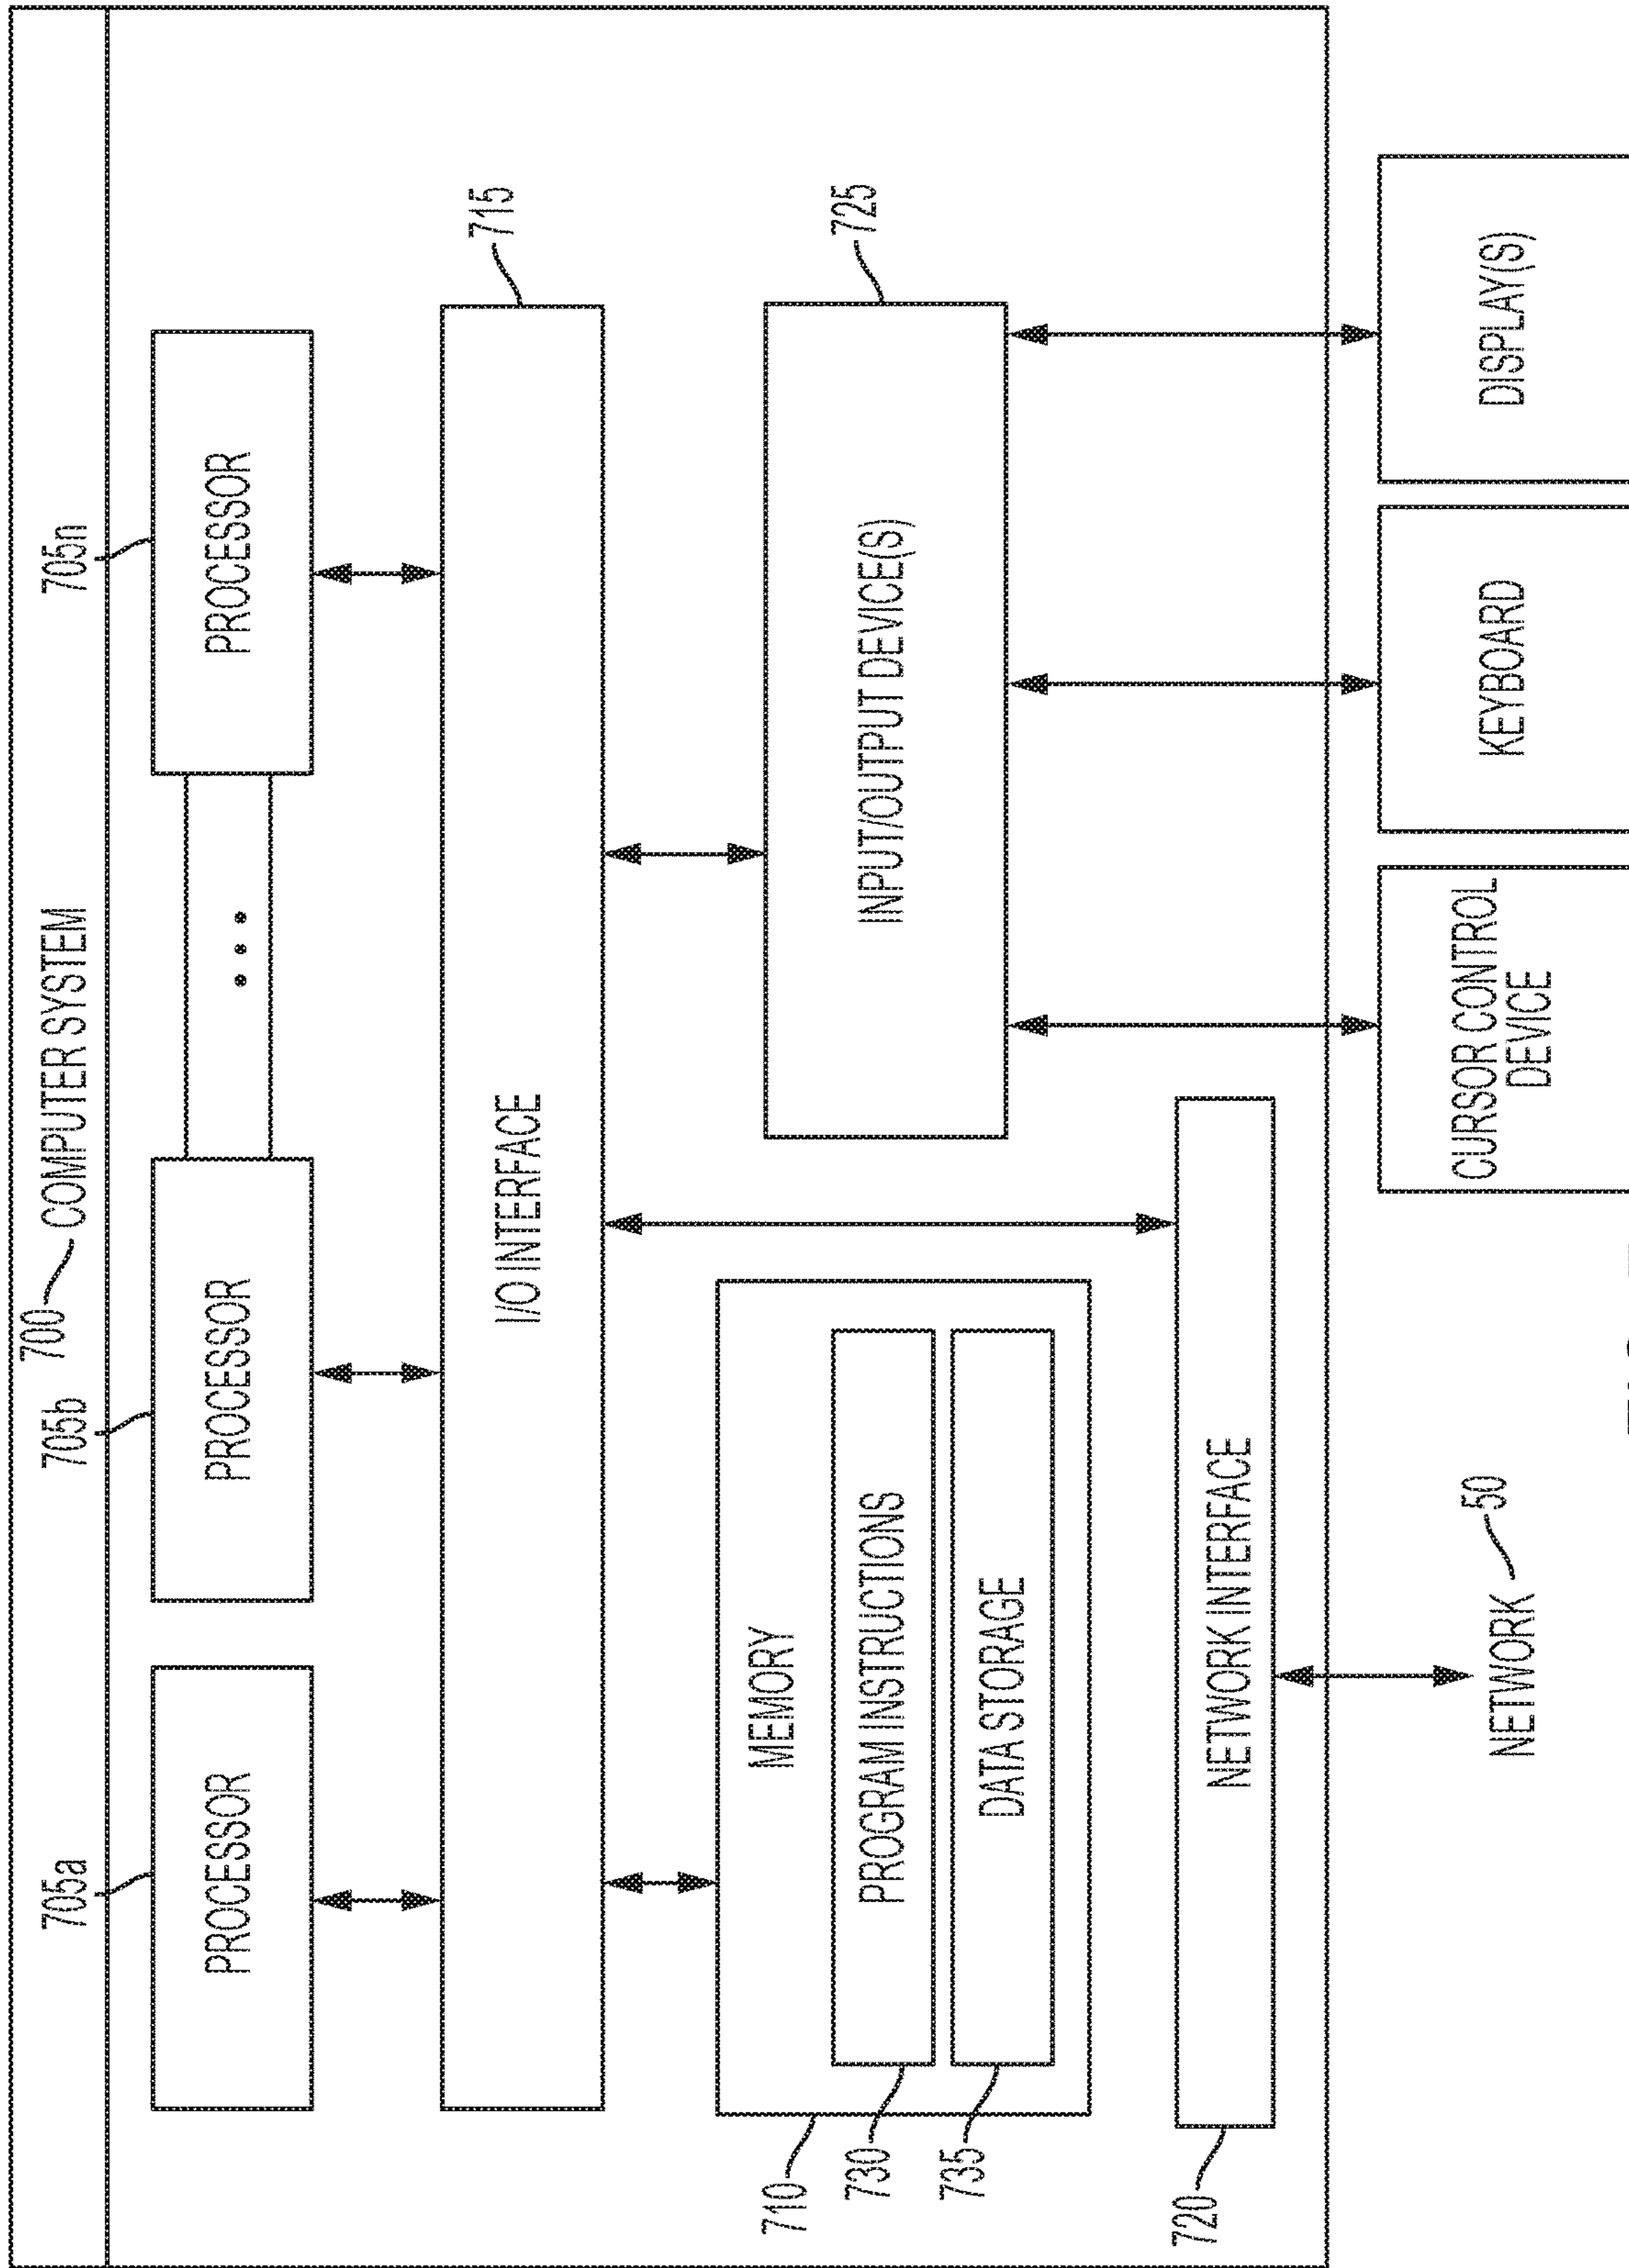 700 COMPUTER SYSTEM
705a
705b
705n
PROCESSOR
PROCESSOR
• • •
PROCESSOR
I/O INTERFACE
715
710
MEMORY
730
PROGRAM INSTRUCTIONS
735
DATA STORAGE
INPUT/OUTPUT DEVICE(S)
725
720
NETWORK INTERFACE
NETWORK 50
CURSOR CONTROL
DEVICE
KEYBOARD
DISPLAY(S)